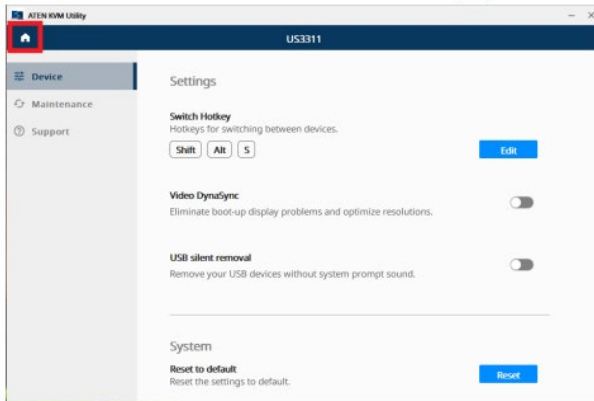 ATEN KVM Utility
US3311
Device
Maintenance
Support
Settings
Switch Hotkey
Hotkeys for switching between devices.
Shift Alt S
Edit
Video DynaSync
Eliminate boot-up display problems and optimize resolutions.
USB silent removal
Remove your USB devices without system prompt sound.
System
Reset to default
Reset the settings to default.
Reset